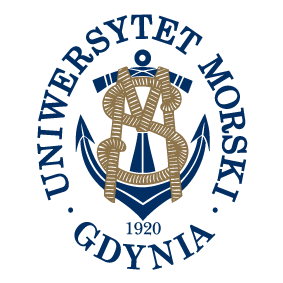 UNIWERSYTET MORSKI
1920
· GDYNIA ·